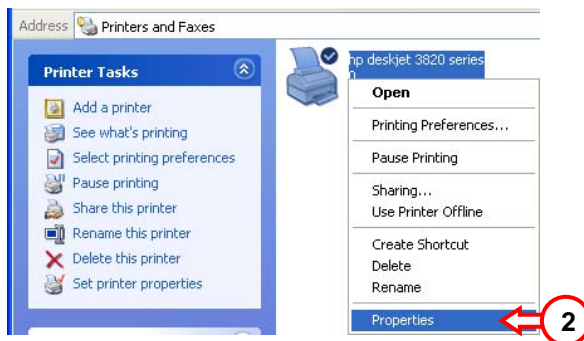 Address Printers and Faxes
Printer Tasks
Add a printer
See what's printing
Select printing preferences
Pause printing
Share this printer
Rename this printer
Delete this printer
Set printer properties
hp deskjet 3820 series
0
Open
Printing Preferences...
Pause Printing
Sharing...
Use Printer Offline
Create Shortcut
Delete
Rename
Properties
2